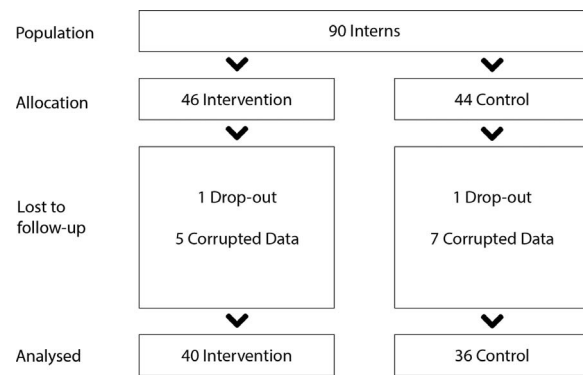 Population
90 Interns
Allocation
46 Intervention
44 Control
Lost to
follow-up
1 Drop-out
5 Corrupted Data
1 Drop-out
7 Corrupted Data
Analysed
40 Intervention
36 Control